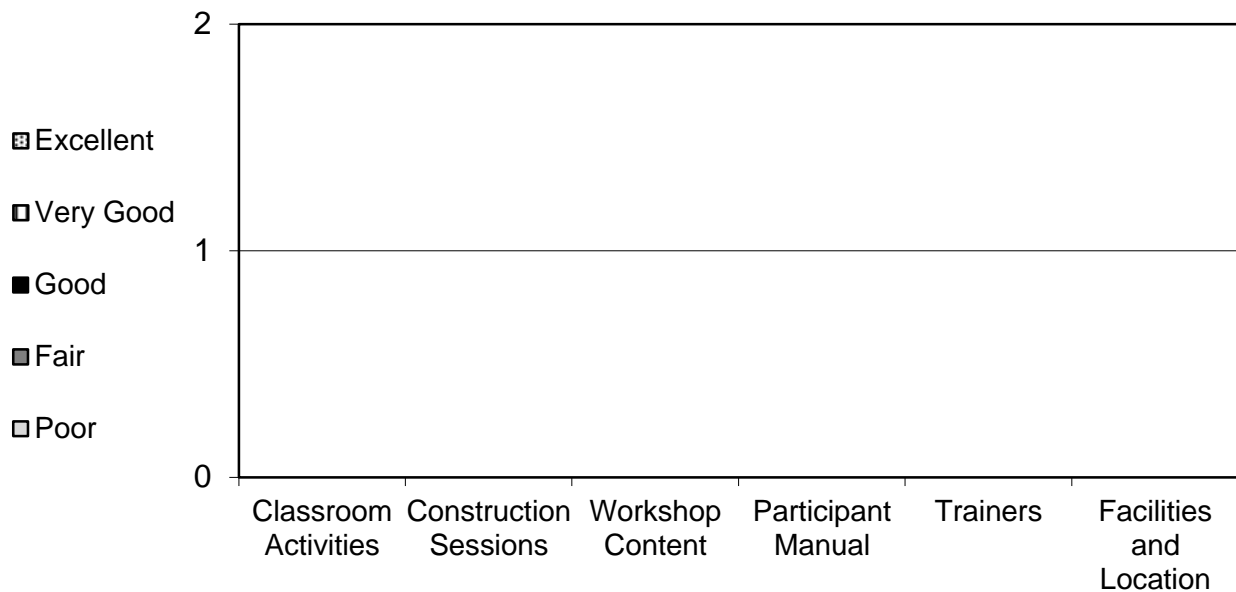 2
1
0
Excellent
Very Good
Good
Fair
Poor
Classroom
Activities
Construction
Sessions
Workshop
Content
Participant
Manual
Trainers
Facilities
and
Location